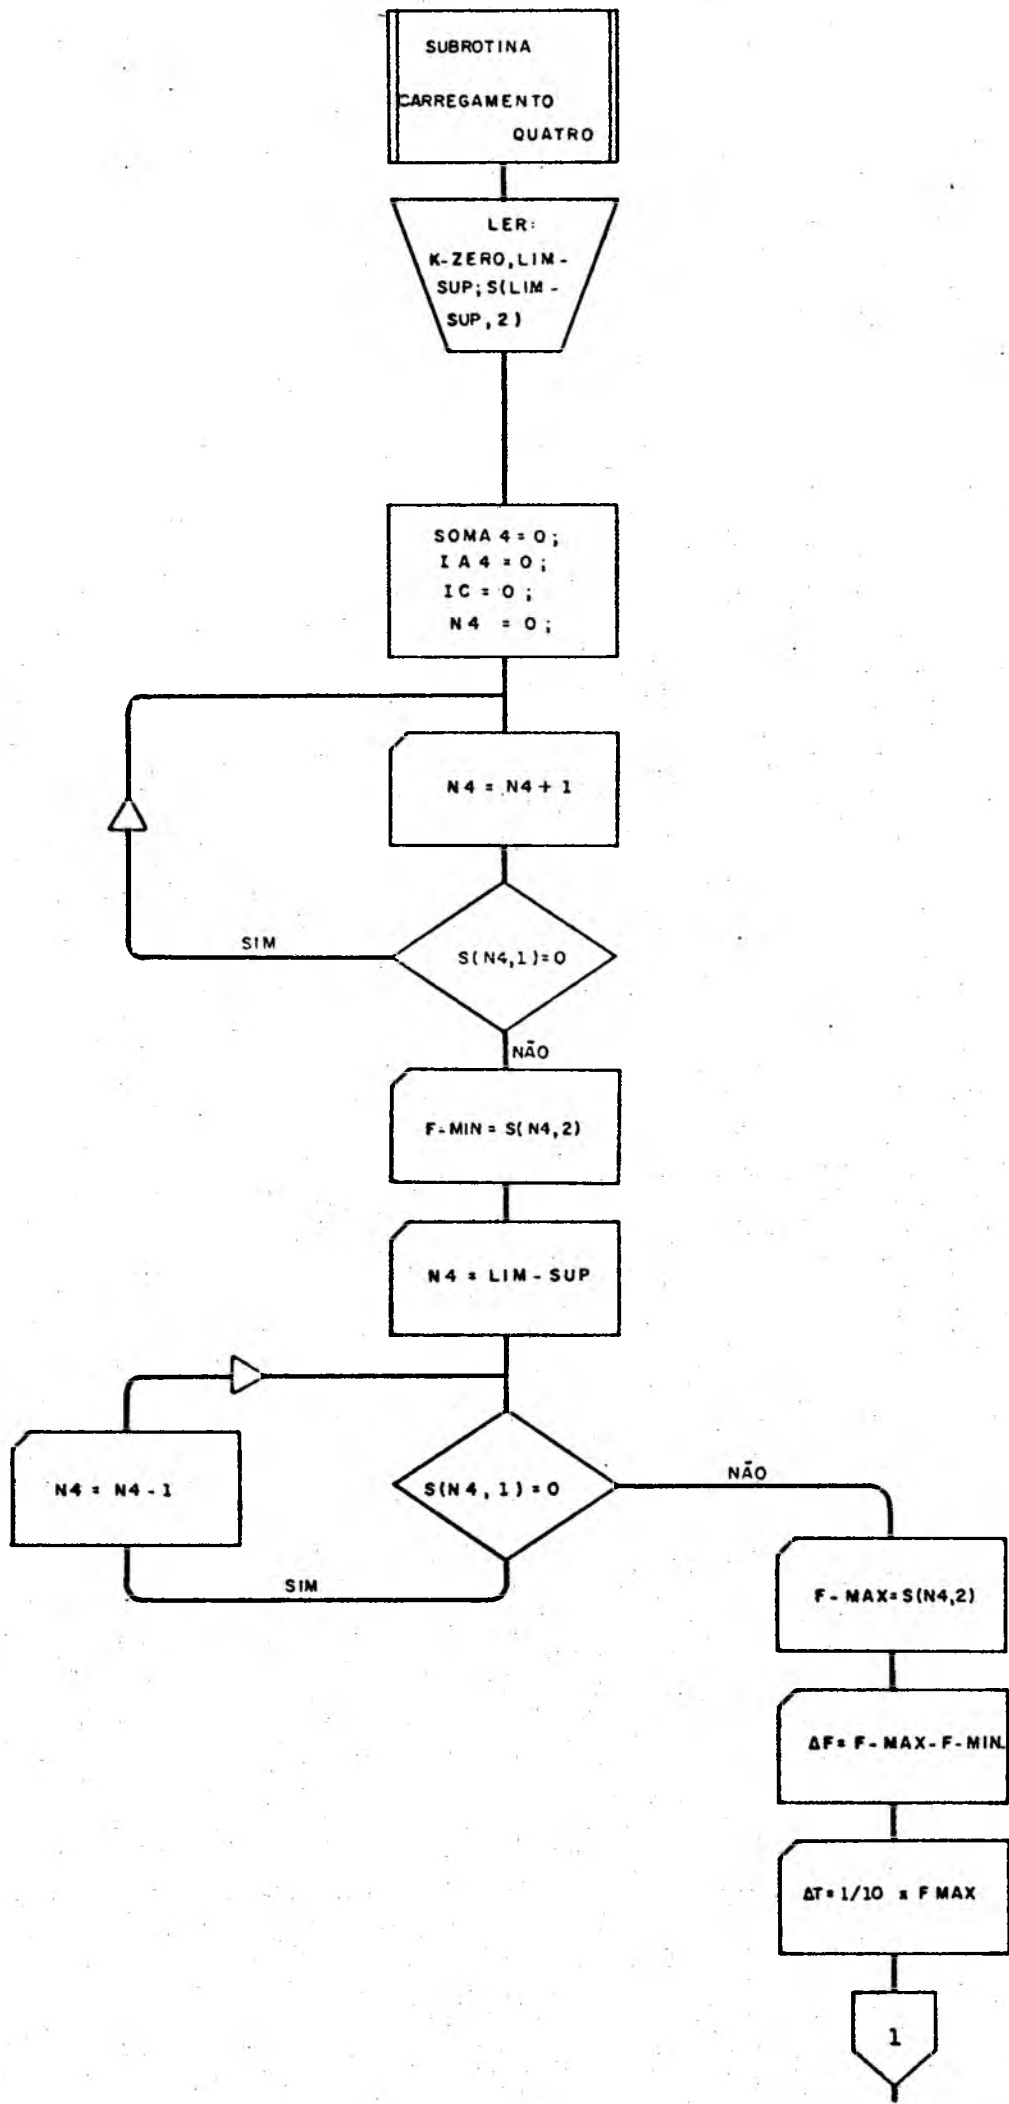 SUBROTINA
CARREGAMENTO
QUATRO
LER:
K-ZERO, LIM-
SUP; S(LIM-
SUP, 2)
SOMA 4 = 0;
IA4 = 0;
IC = 0;
N4 = 0;
N4 = N4 + 1
S(N4,1)=0
SIM
NÃO
F-MIN = S(N4,2)
N4 = LIM-SUP
S(N4,1)=0
NÃO
SIM
N4 = N4-1
F-MAX=S(N4,2)
ΔF= F-MAX-F-MIN
ΔT=1/10 x F MAX
1